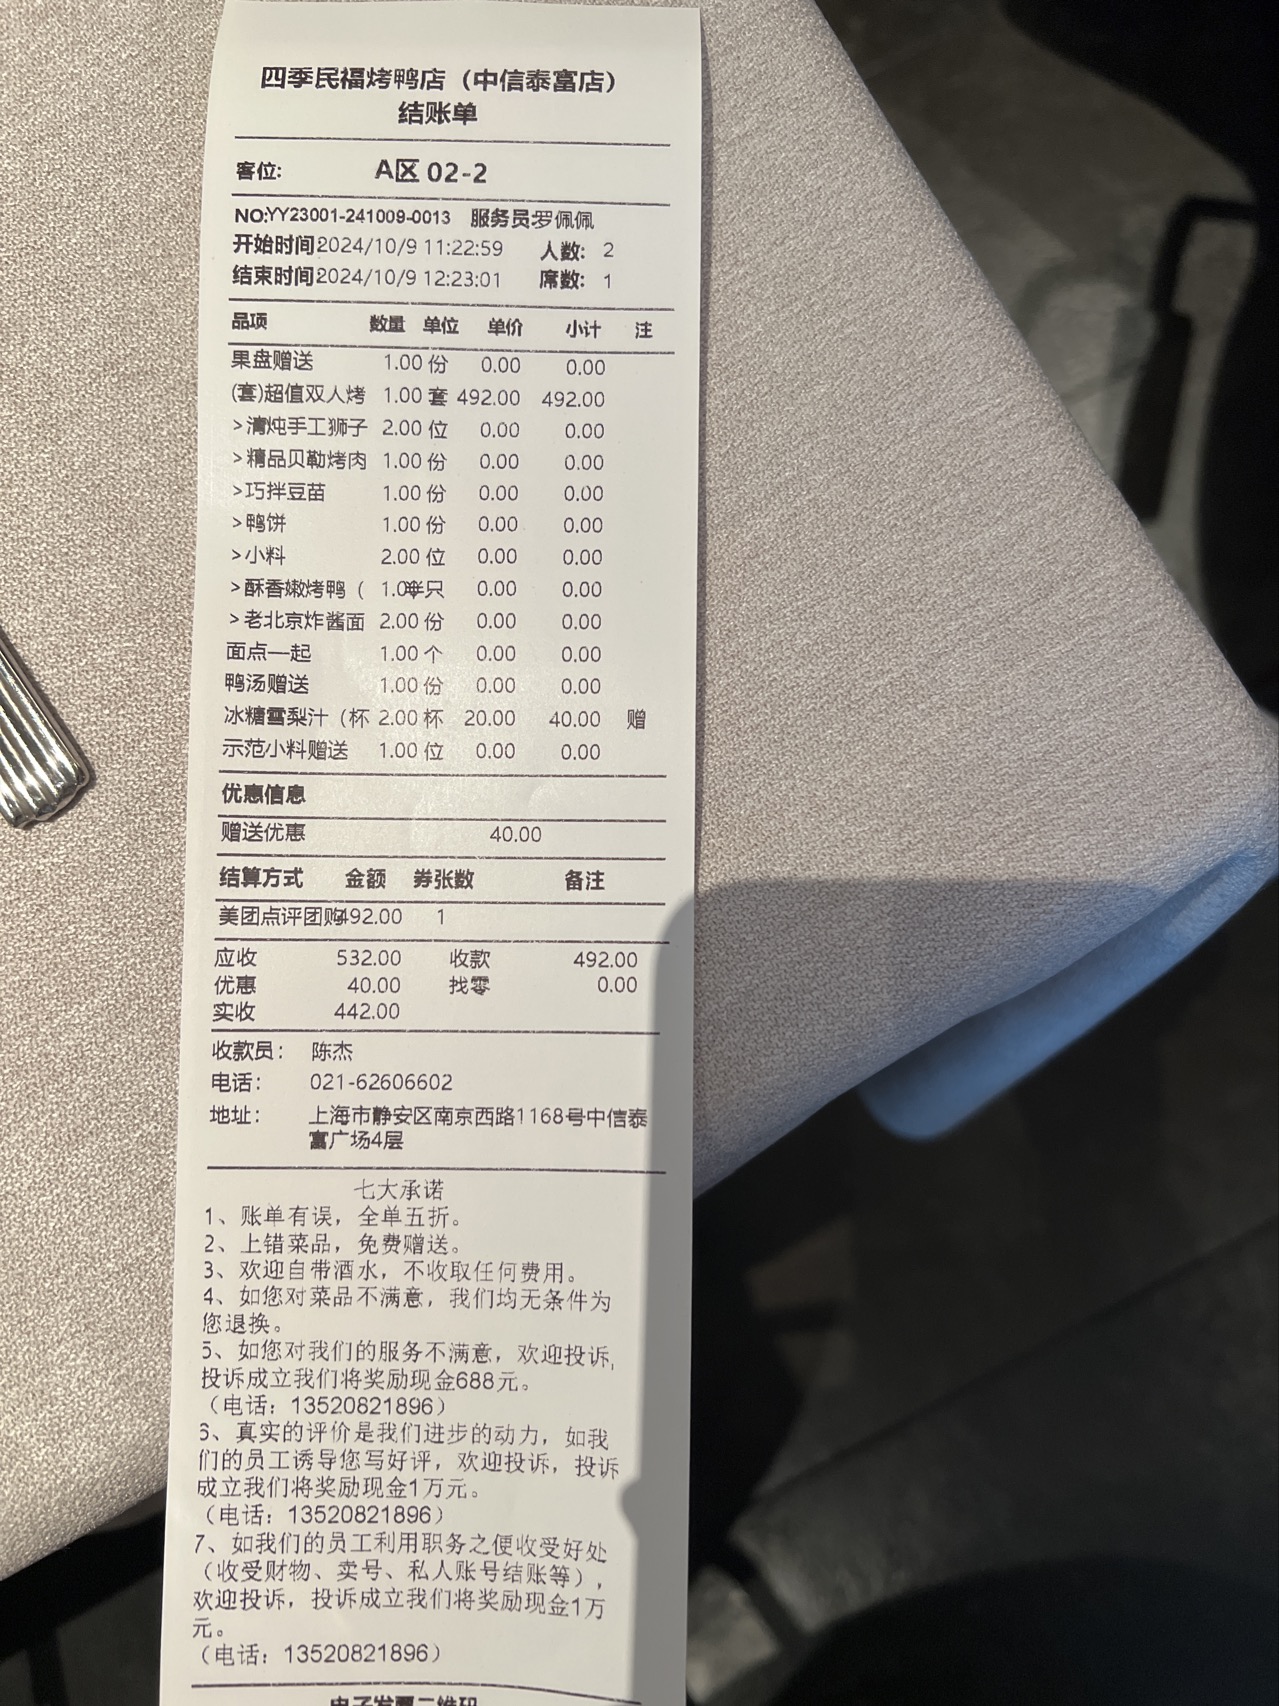 四季民福烤鸭店（中信泰富店）
结账单
客位: A区 02-2
NO:YY23001-241009-0013 服务员罗佩佩
开始时间2024/10/9 11:22:59 人数: 2
结束时间2024/10/9 12:23:01 席数: 1
品项 数量 单位 单价 小计 注
果盘赠送 1.00 份 0.00 0.00
(套)超值双人烤 1.00 套 492.00 492.00
>清炖手工狮子 2.00 位 0.00 0.00
>精品贝勒烤肉 1.00 份 0.00 0.00
>巧拌豆苗 1.00 份 0.00 0.00
>鸭饼 1.00 份 0.00 0.00
>小料 2.00 位 0.00 0.00
>酥香嫩烤鸭（ 1.00半只 0.00 0.00
>老北京炸酱面 2.00 份 0.00 0.00
面点一起 1.00 个 0.00 0.00
鸭汤赠送 1.00 份 0.00 0.00
冰糖雪梨汁（杯 2.00 杯 20.00 40.00 赠
示范小料赠送 1.00 位 0.00 0.00
优惠信息
赠送优惠 40.00
结算方式 金额 券张数 备注
美团点评团购492.00 1
应收 532.00 收款 492.00
优惠 40.00 找零 0.00
实收 442.00
收款员: 陈杰
电话: 021-62606602
地址: 上海市静安区南京西路1168号中信泰
富广场4层
七大承诺
1、账单有误，全单五折。
2、上错菜品，免费赠送。
3、欢迎自带酒水，不收取任何费用。
4、如您对菜品不满意，我们均无条件为
您退换。
5、如您对我们的服务不满意，欢迎投诉，
投诉成立我们将奖励现金688元。
（电话：13520821896）
6、真实的评价是我们进步的动力，如我
们的员工诱导您写好评，欢迎投诉，投诉
成立我们将奖励现金1万元。
（电话：13520821896）
7、如我们的员工利用职务之便收受好处
（收受财物、卖号、私人账号结账等），
欢迎投诉，投诉成立我们将奖励现金1万
元。
（电话：13520821896）
电子发票二维码